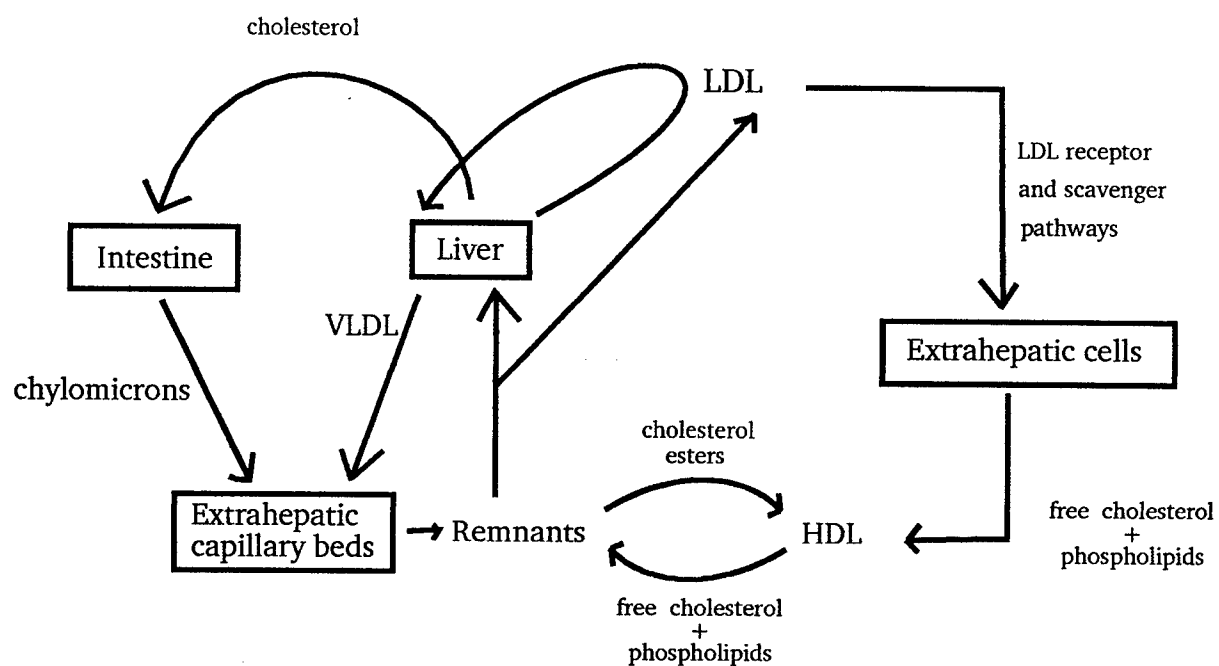 cholesterol
LDL
LDL receptor
and scavenger
pathways
Intestine
Liver
VLDL
chylomicrons
Extrahepatic cells
cholesterol
esters
Extrahepatic
capillary beds
Remnants
HDL
free cholesterol
+
phospholipids
free cholesterol
+
phospholipids